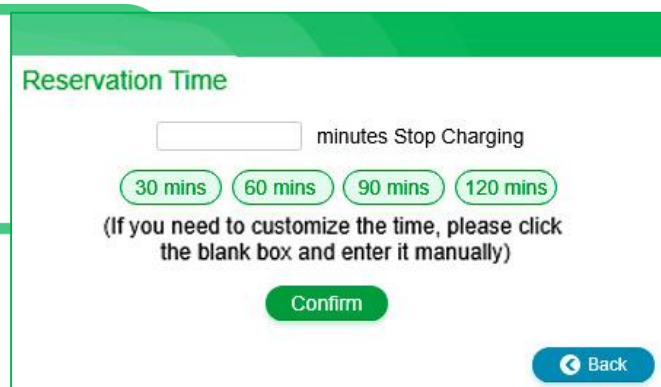 Reservation Time
minutes Stop Charging
30 mins 60 mins 90 mins 120 mins
(If you need to customize the time, please click
the blank box and enter it manually)
Confirm
Back